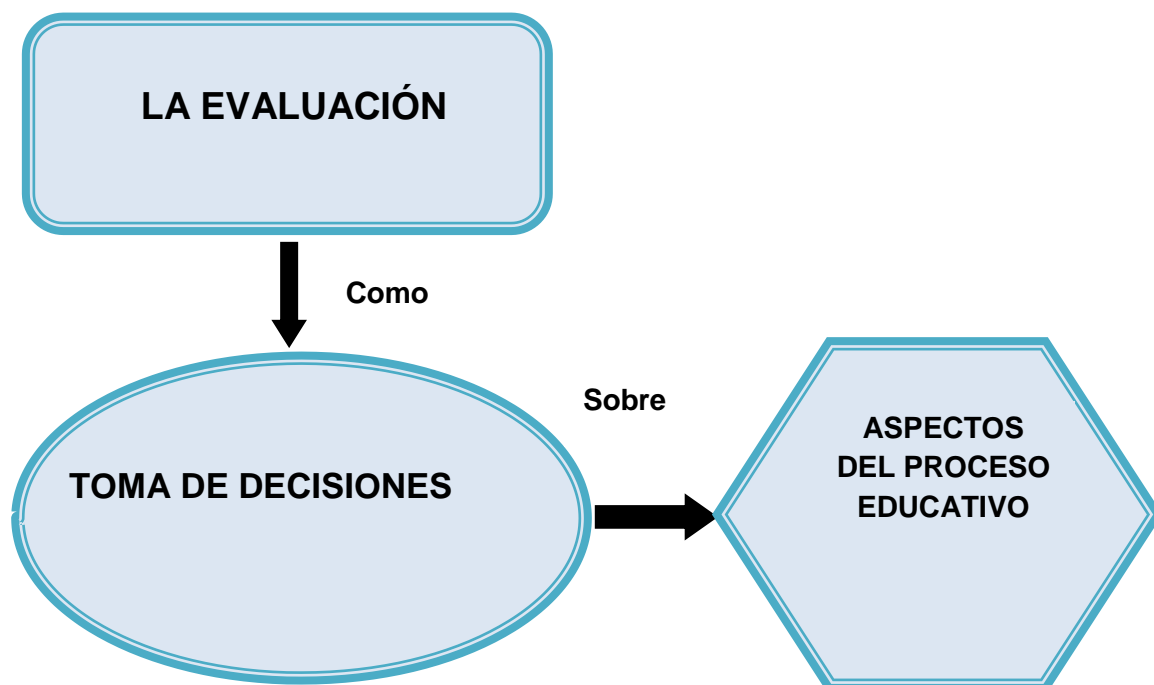 LA EVALUACIÓN
Como
TOMA DE DECISIONES
Sobre
ASPECTOS
DEL PROCESO
EDUCATIVO